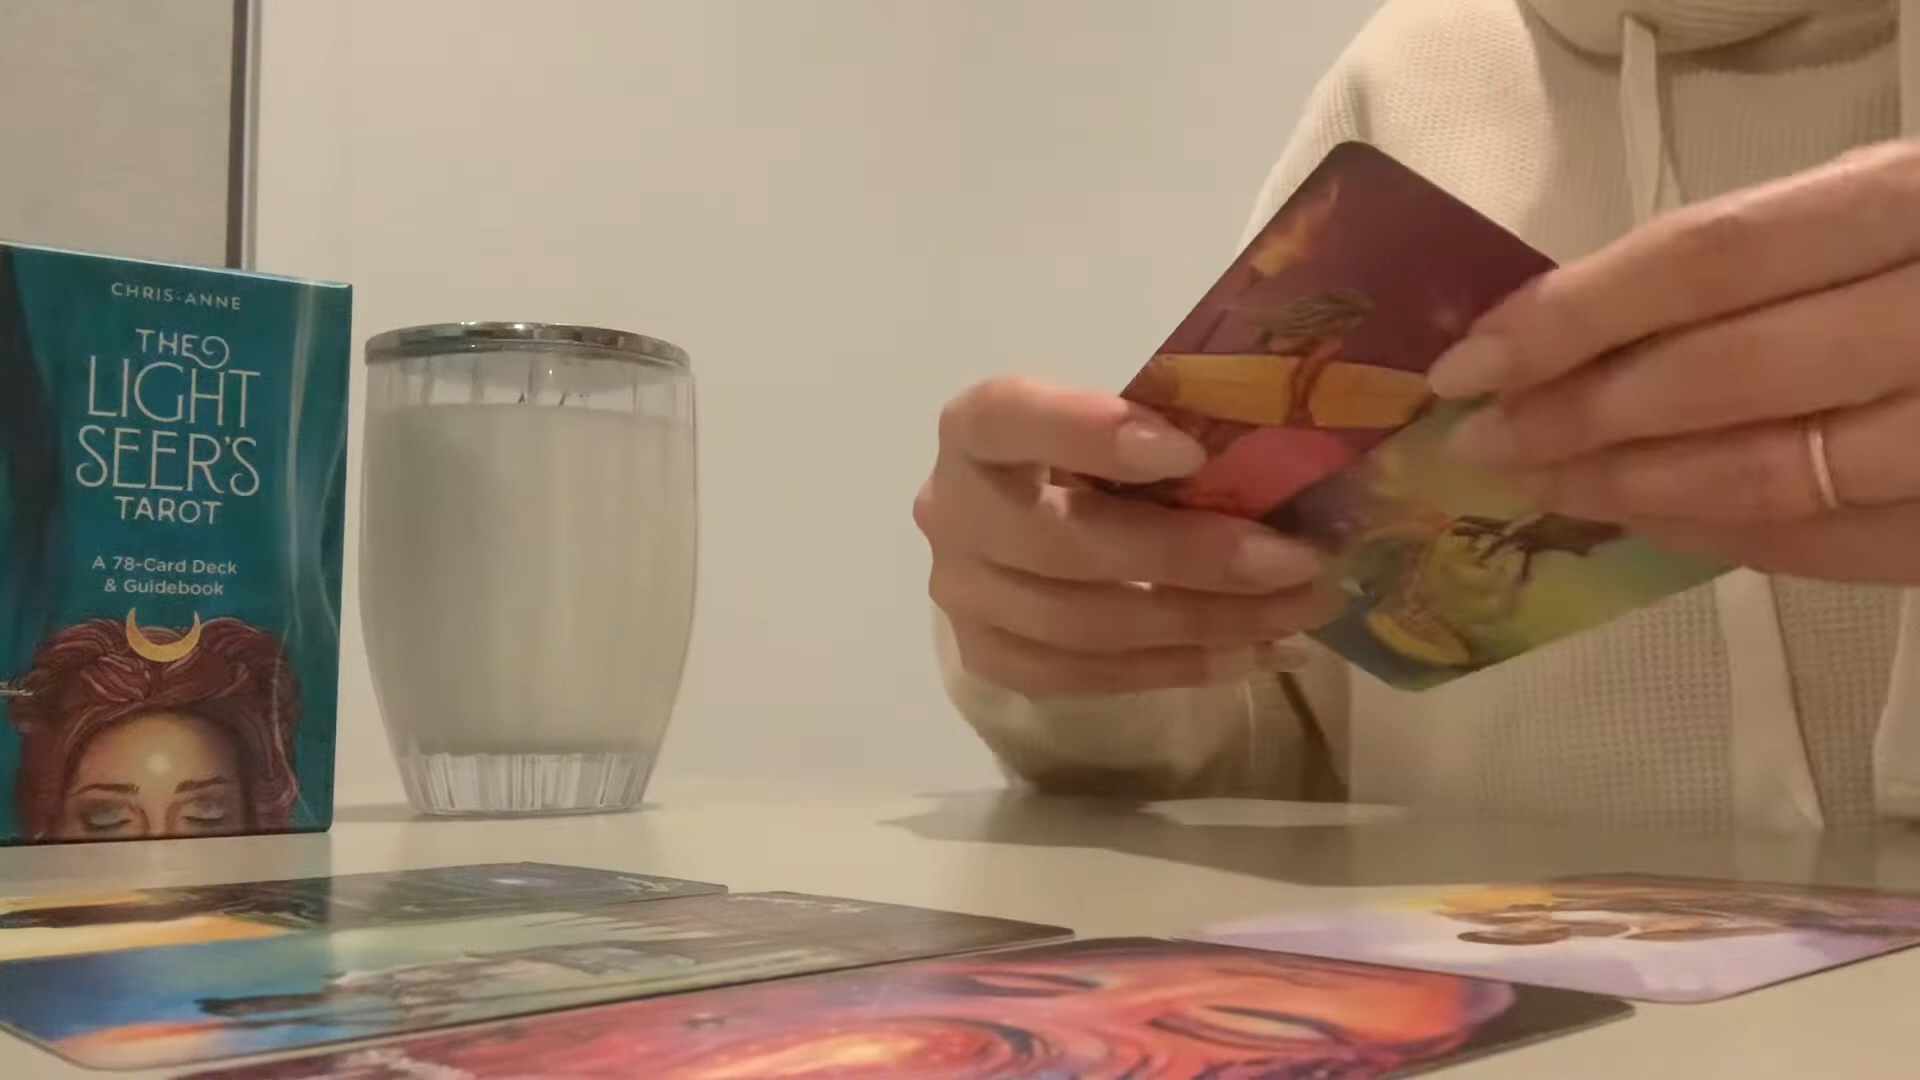 CHRIS-ANNE
THE
LIGHT
SEER'S
TAROT
A 78-Card Deck
& Guidebook